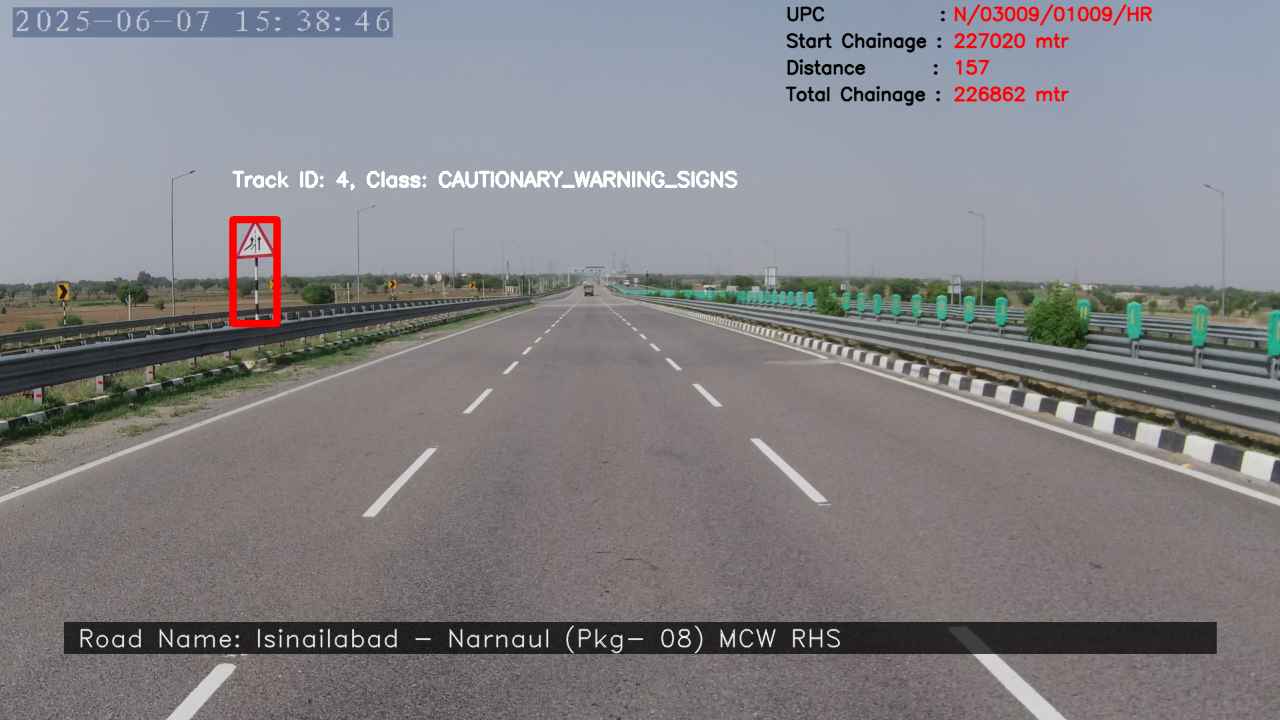 2025-06-07 15:38:46
UPC : N/03009/01009/HR
Start Chainage : 227020 mtr
Distance : 157
Total Chainage : 226862 mtr
Track ID: 4, Class: CAUTIONARY_WARNING_SIGNS
Road Name: Isinailabad - Narnaul (Pkg- 08) MCW RHS